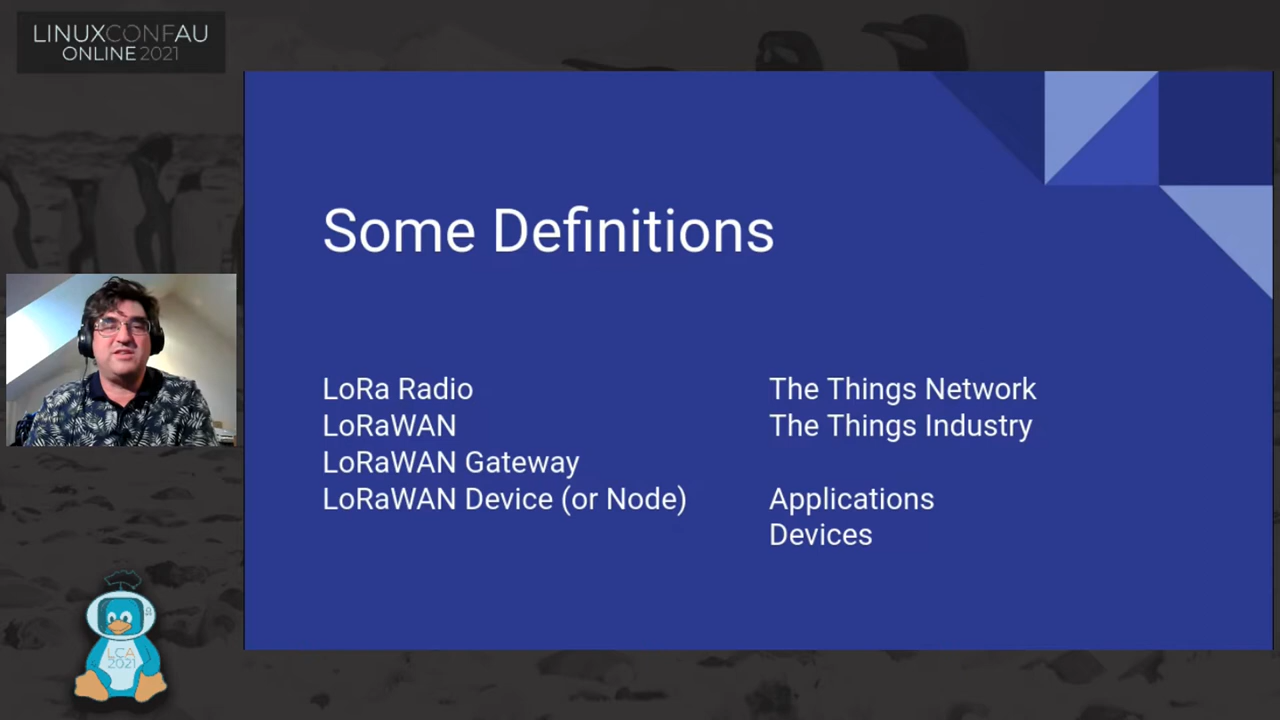 LINUXCONFAU
ONLINE 2021
Some Definitions
LoRa Radio
LoRaWAN
LoRaWAN Gateway
LoRaWAN Device (or Node)
The Things Network
The Things Industry
Applications
Devices
LCA
2021